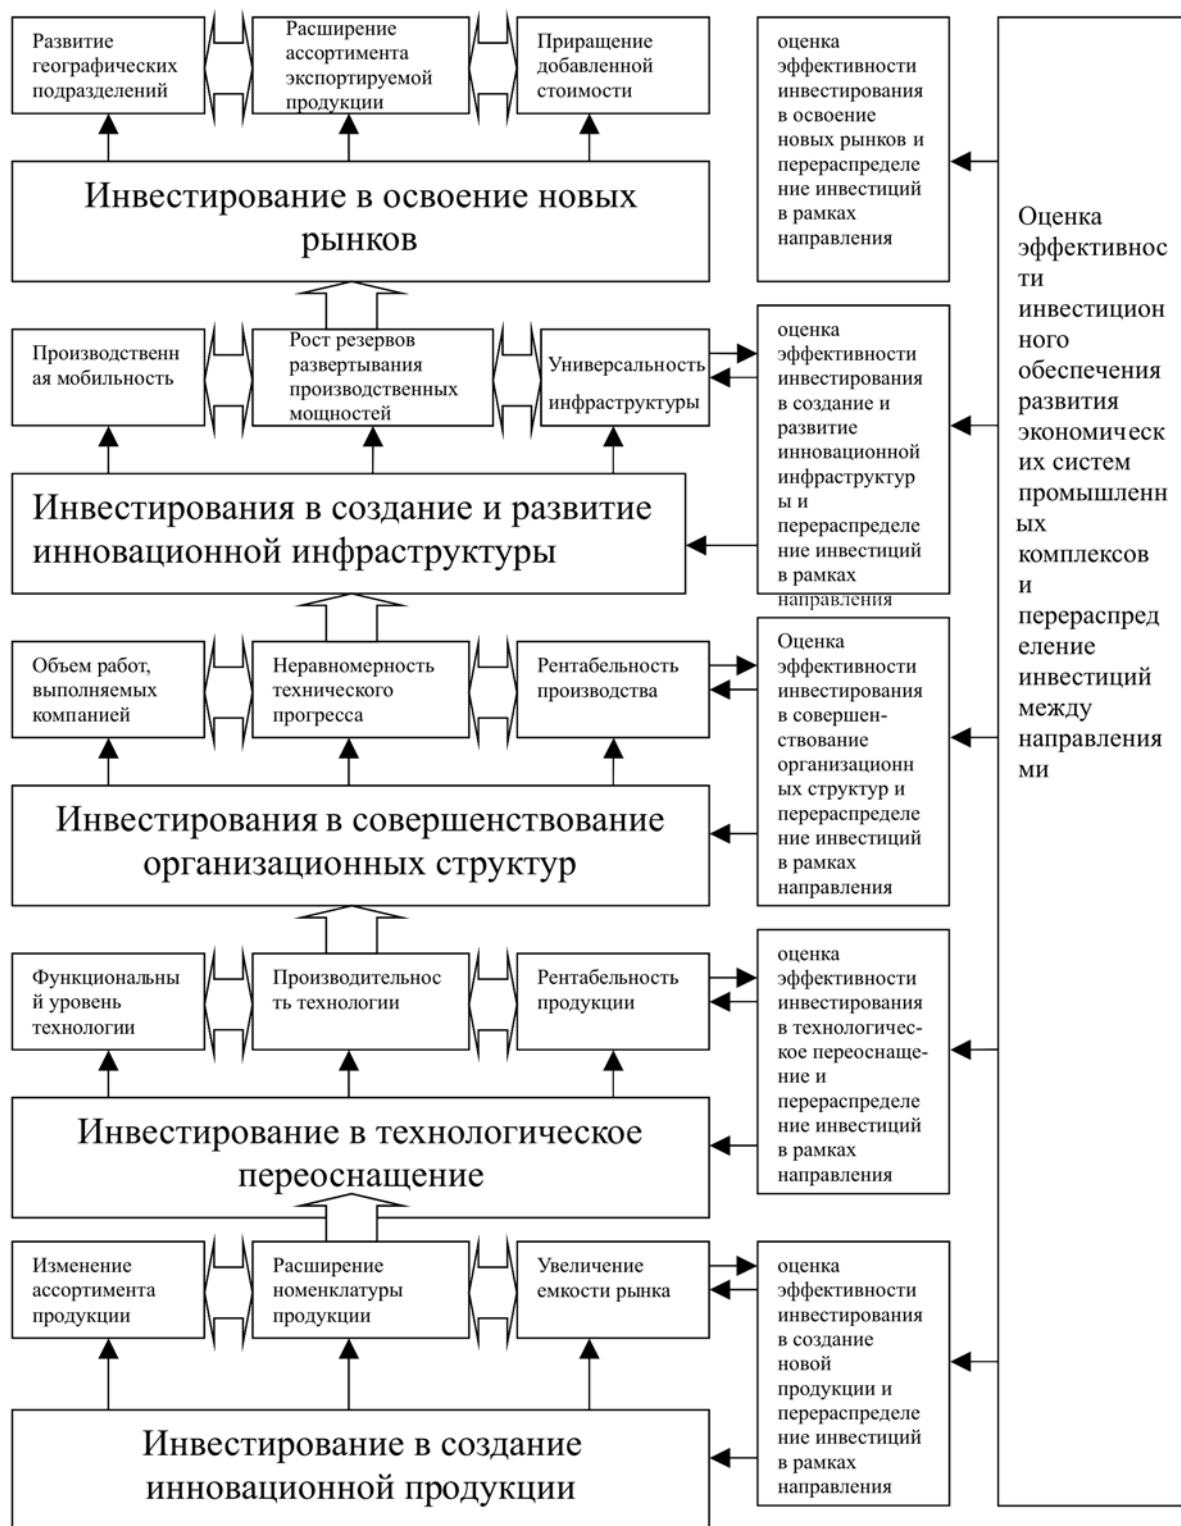 Развитие
географических
подразделений
Расширение
ассортимента
экспортируемой
продукции
Приращение
добавленной
стоимости
оценка
эффективности
инвестирования
в освоение
новых рынков и
перераспределе
ние инвестиций
в рамках
направления
Инвестирование в освоение новых
рынков
Оценка
эффективнос
ти
инвестицион
ного
обеспечения
развития
экономическ
их систем
промышленн
ых
комплексов
и
перераспред
еление
инвестиций
между
направления
ми
Производственн
ая мобильность
Рост резервов
развертывания
производственных
мощностей
Универсальность
инфраструктуры
оценка
эффективности
инвестирования
в создание и
развитие
инновационной
инфраструктур
ы и
перераспределе
ние инвестиций
в рамках
направления
Инвестирования в создание и развитие
инновационной инфраструктуры
Объем работ,
выполняемых
компанией
Неравномерность
технического
прогресса
Рентабельность
производства
Оценка
эффективности
инвестирования
в совершен-
ствование
организационн
ых структур и
перераспределе
ние инвестиций
в рамках
направления
Инвестирования в совершенствование
организационных структур
Функциональны
й уровень
технологии
Производительнос
ть технологии
Рентабельность
продукции
оценка
эффективности
инвестирования
в технологичес-
кое переоснаще-
ние и
перераспределе
ние инвестиций
в рамках
направления
Инвестирование в технологическое
переоснащение
Изменение
ассортимента
продукции
Расширение
номенклатуры
продукции
Увеличение
емкости рынка
оценка
эффективности
инвестирования
в создание
новой
продукции и
перераспределе
ние инвестиций
в рамках
направления
Инвестирование в создание
инновационной продукции